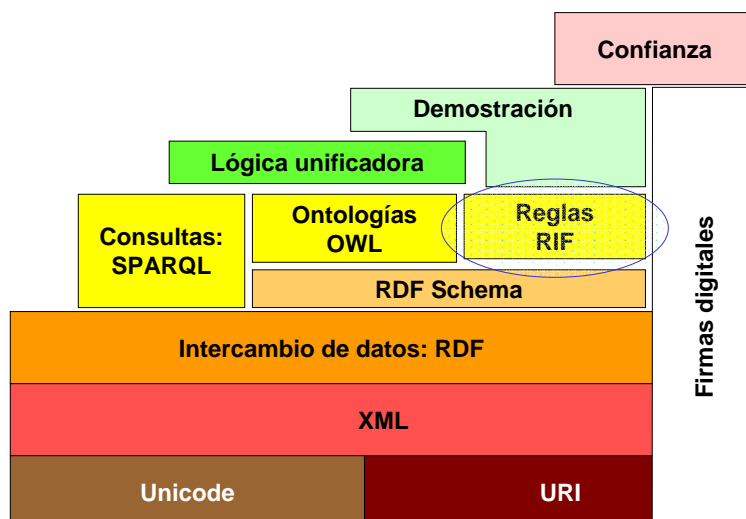 Confianza
Demostración
Lógica unificadora
Consultas:
SPARQL
Ontologías
OWL
Reglas
RIF
RDF Schema
Intercambio de datos: RDF
XML
Unicode
URI
Firmas digitales